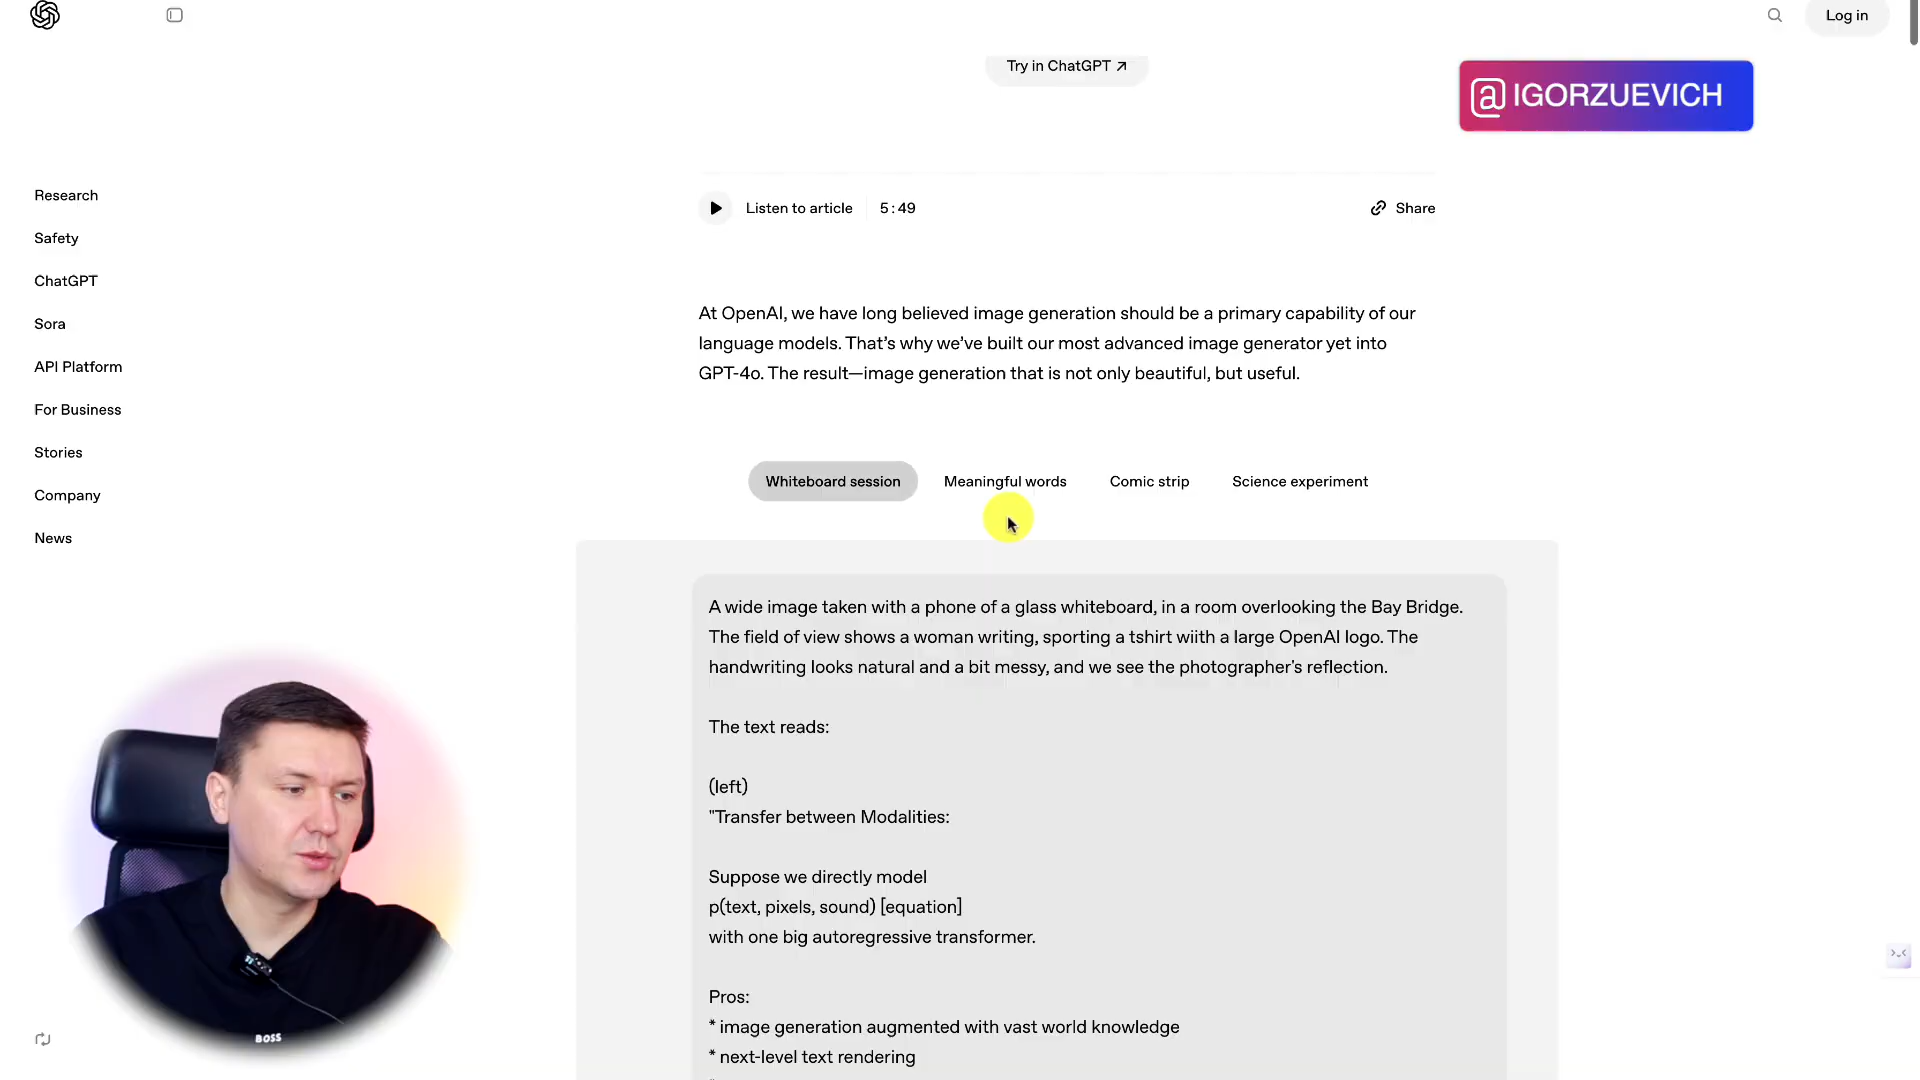 Log in
Try in ChatGPT ↗
@ IGORZUEVICH
Research
Safety
ChatGPT
Sora
API Platform
For Business
Stories
Company
News
Listen to article 5:49 Share
At OpenAI, we have long believed image generation should be a primary capability of our
language models. That’s why we’ve built our most advanced image generator yet into
GPT-4o. The result—image generation that is not only beautiful, but useful.
Whiteboard session Meaningful words Comic strip Science experiment
A wide image taken with a phone of a glass whiteboard, in a room overlooking the Bay Bridge.
The field of view shows a woman writing, sporting a tshirt wiith a large OpenAI logo. The
handwriting looks natural and a bit messy, and we see the photographer's reflection.
The text reads:
(left)
"Transfer between Modalities:
Suppose we directly model
p(text, pixels, sound) [equation]
with one big autoregressive transformer.
Pros:
* image generation augmented with vast world knowledge
* next-level text rendering
BOSS